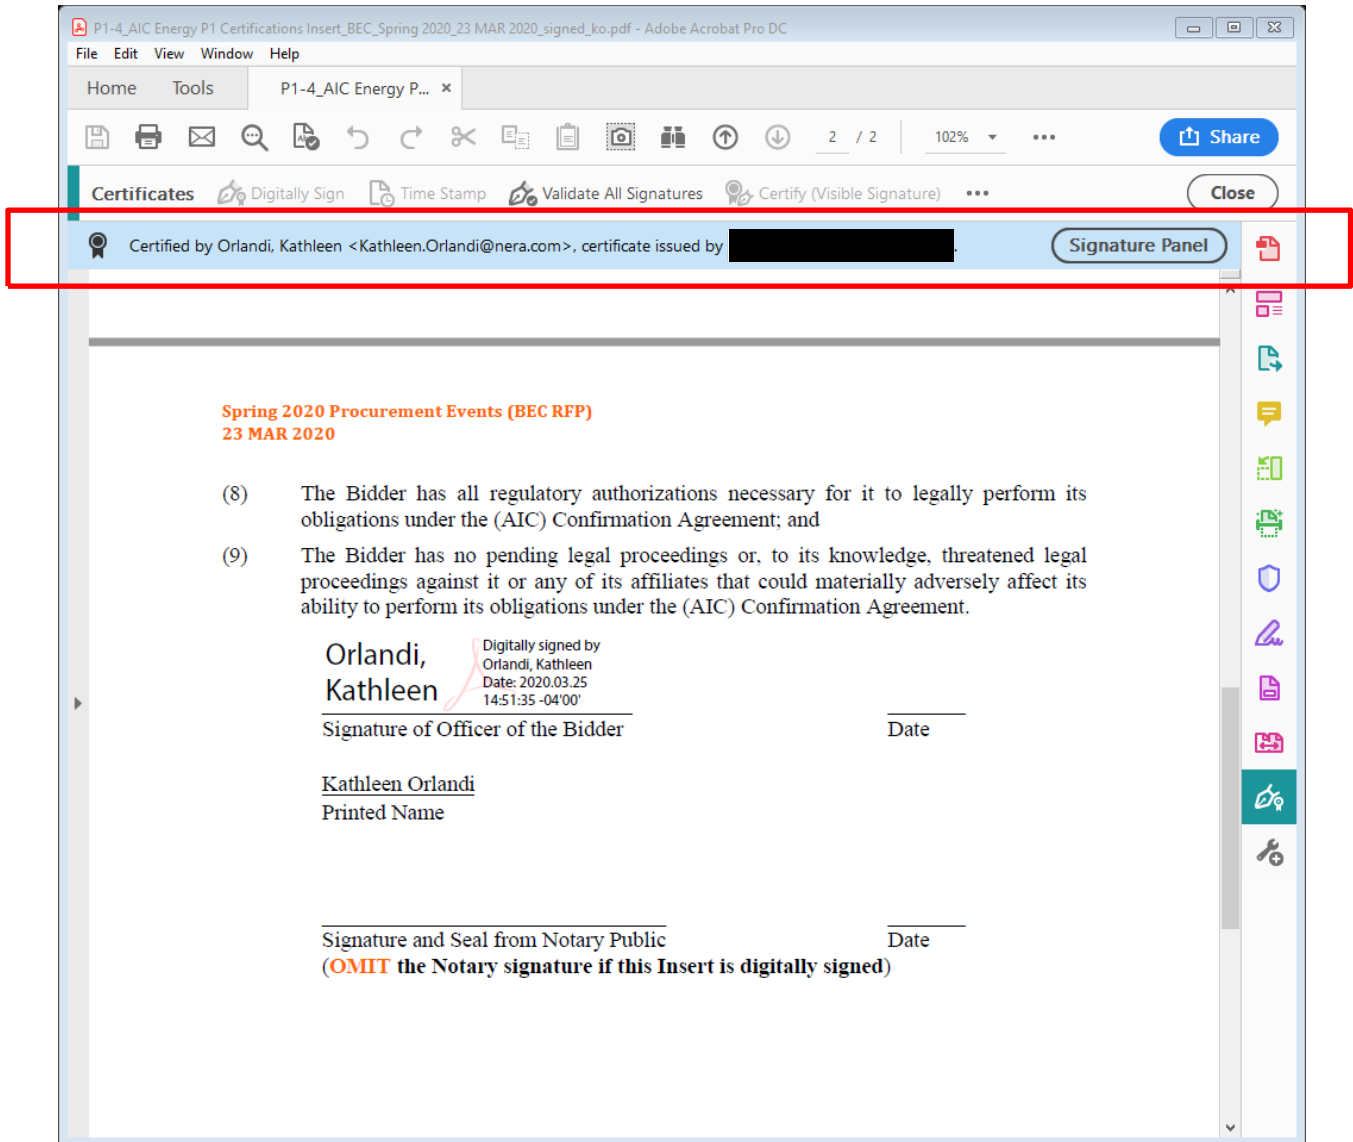 P1-4_AIC Energy P1 Certifications Insert_BEC_Spring 2020_23 MAR 2020_signed_ko.pdf - Adobe Acrobat Pro DC
File Edit View Window Help
Home Tools P1-4_AIC Energy P... ×
2 / 2 102% Share
Certificates Digitally Sign Time Stamp Validate All Signatures Certify (Visible Signature) Close
Certified by Orlandi, Kathleen <Kathleen.Orlandi@nera.com>, certificate issued by . Signature Panel
Spring 2020 Procurement Events (BEC RFP)
23 MAR 2020
(8) The Bidder has all regulatory authorizations necessary for it to legally perform its
obligations under the (AIC) Confirmation Agreement; and
(9) The Bidder has no pending legal proceedings or, to its knowledge, threatened legal
proceedings against it or any of its affiliates that could materially adversely affect its
ability to perform its obligations under the (AIC) Confirmation Agreement.
Orlandi,
Kathleen
Digitally signed by
Orlandi, Kathleen
Date: 2020.03.25
14:51:35 -04'00'
Signature of Officer of the Bidder Date
Kathleen Orlandi
Printed Name
Signature and Seal from Notary Public Date
(OMIT the Notary signature if this Insert is digitally signed)